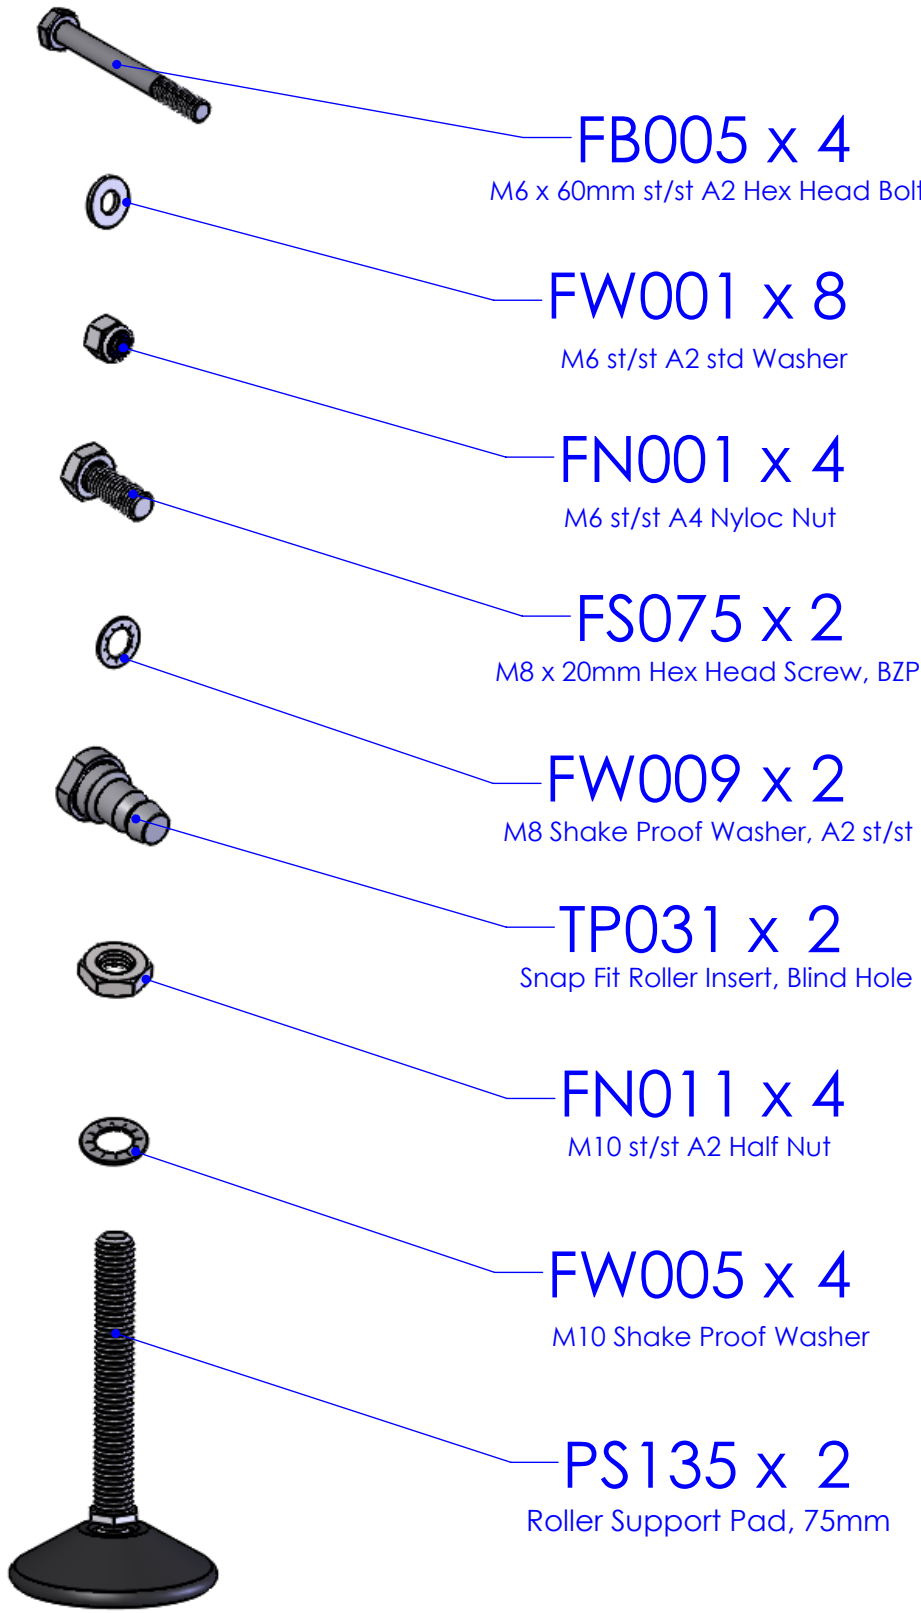 FB005 x 4
M6 x 60mm st/st A2 Hex Head Bolt
FW001 x 8
M6 st/st A2 std Washer
FN001 x 4
M6 st/st A4 Nyloc Nut
FS075 x 2
M8 x 20mm Hex Head Screw, BZP
FW009 x 2
M8 Shake Proof Washer, A2 st/st
TP031 x 2
Snap Fit Roller Insert, Blind Hole
FN011 x 4
M10 st/st A2 Half Nut
FW005 x 4
M10 Shake Proof Washer
PS135 x 2
Roller Support Pad, 75mm